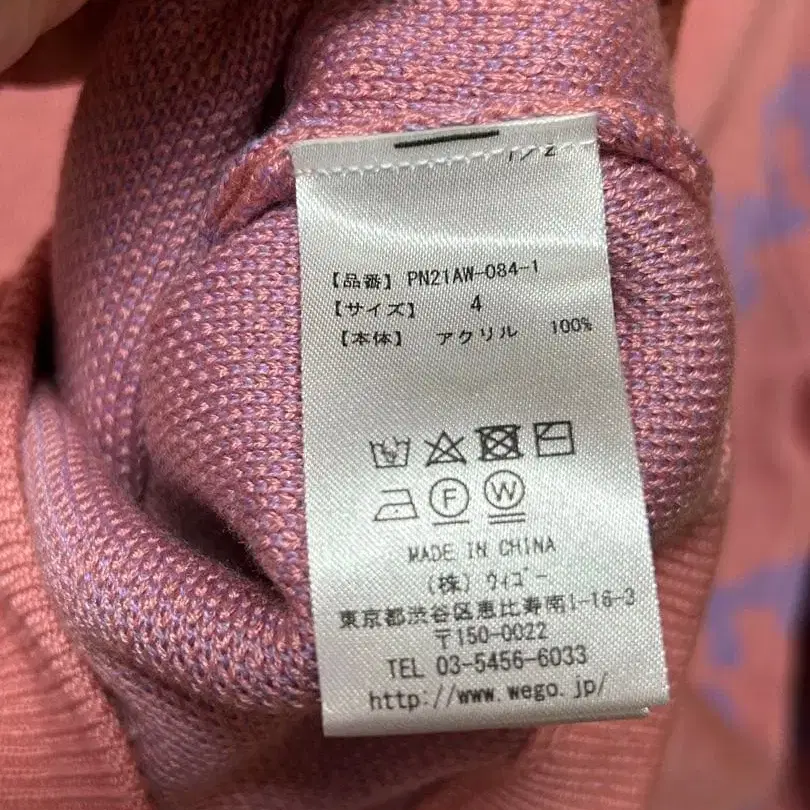 1/2
【品番】 PN21AW-084-1
【サイズ】 4
【本体】 アクリル 100%
F W
MADE IN CHINA
(株) ウィゴー
東京都渋谷区恵比寿南1-16-3
〒150-0022
TEL 03-5456-6033
http://www.wego.jp/